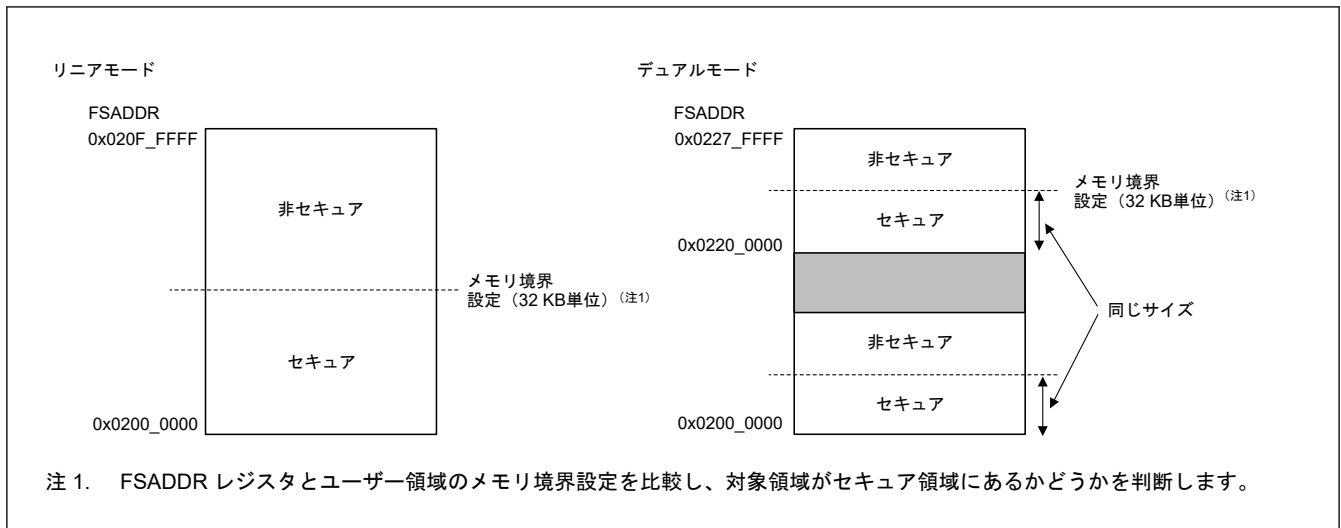 リニアモード
FSADDR
0x020F_FFFF
非セキュア
メモリ境界
設定（32 KB単位）（注1）
セキュア
0x0200_0000
デュアルモード
FSADDR
0x0227_FFFF
非セキュア
メモリ境界
設定（32 KB単位）（注1）
セキュア
0x0220_0000
同じサイズ
非セキュア
セキュア
0x0200_0000
注 1. FSADDR レジスタとユーザー領域のメモリ境界設定を比較し、対象領域がセキュア領域にあるかどうかを判断します。